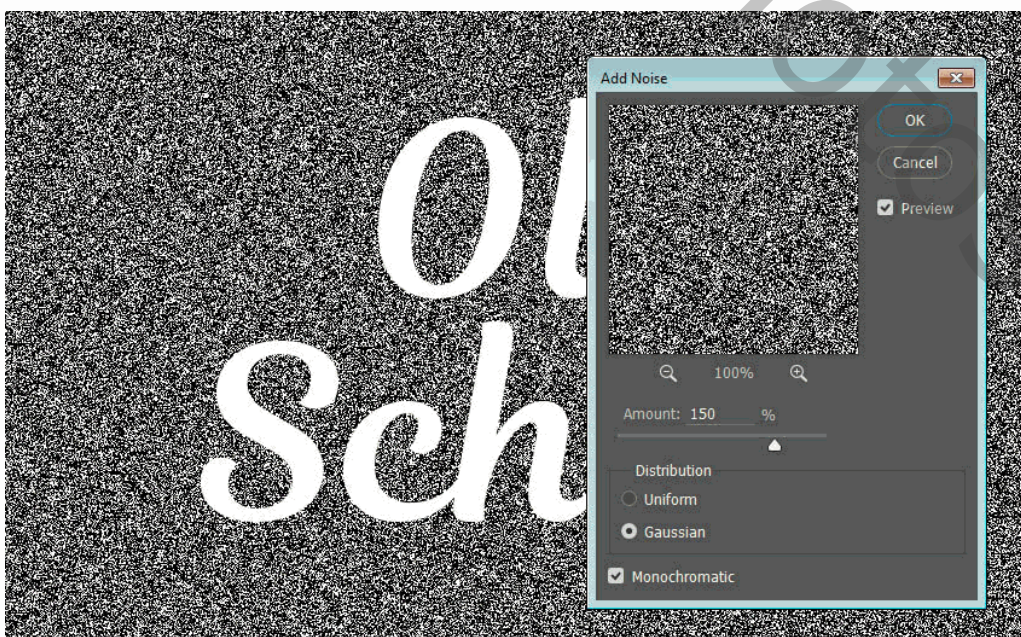 Ol
Sch
Add Noise
OK
Cancel
Preview
100%
Amount: 150 %
Distribution
Uniform
Gaussian
Monochromatic